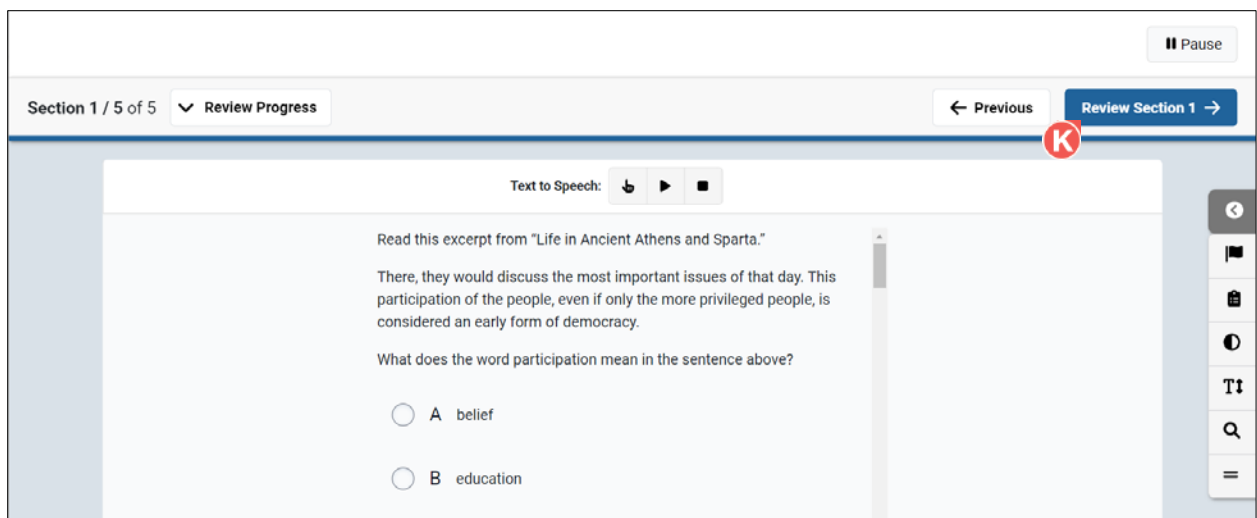 Pause
Section 1 / 5 of 5
Review Progress
Previous
Review Section 1
K
Text to Speech:
Read this excerpt from “Life in Ancient Athens and Sparta.”
There, they would discuss the most important issues of that day. This
participation of the people, even if only the more privileged people, is
considered an early form of democracy.
What does the word participation mean in the sentence above?
A belief
B education
T